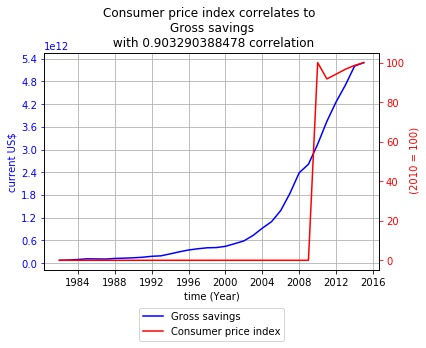 Consumer price index correlates to
Gross savings
with 0.903290388478 correlation
1e12
5.4
4.8
4.2
3.6
3.0
2.4
1.8
1.2
0.6
0.0
current US$
100
80
60
40
20
0
(2010 = 100)
1984 1988 1992 1996 2000 2004 2008 2012 2016
time (Year)
Gross savings
Consumer price index